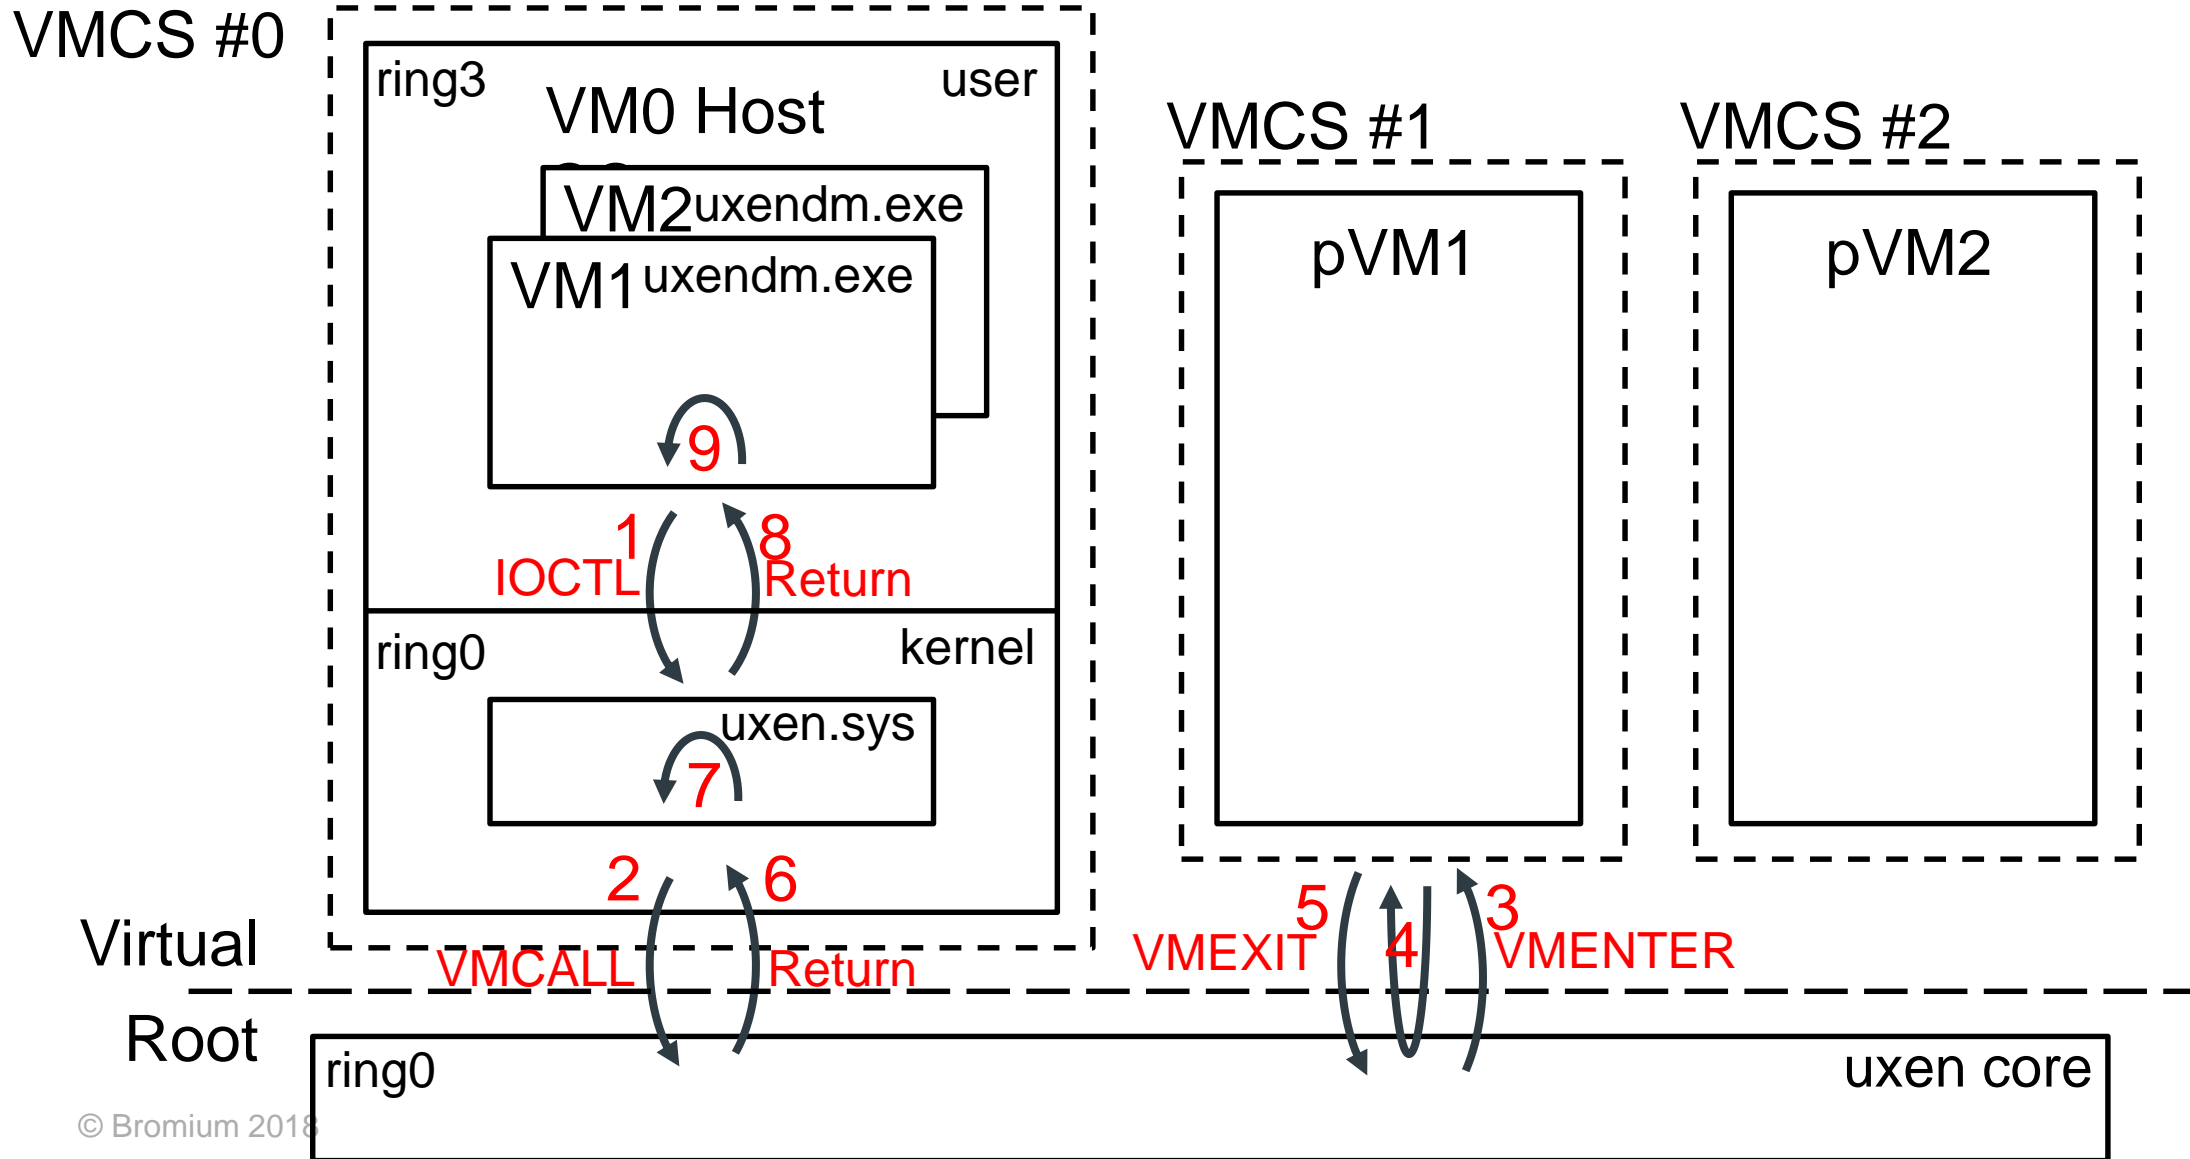 VMCS #0
ring3
user
VM0 Host
VMCS #1
VMCS #2
VM2
uxendm.exe
VM1
uxendm.exe
pVM1
pVM2
9
1
8
IOCTL
Return
ring0
kernel
uxen.sys
7
2
6
5
4
3
Virtual
VMCALL
Return
VMEXIT
VMENTER
Root
ring0
uxen core
© Bromium 2018